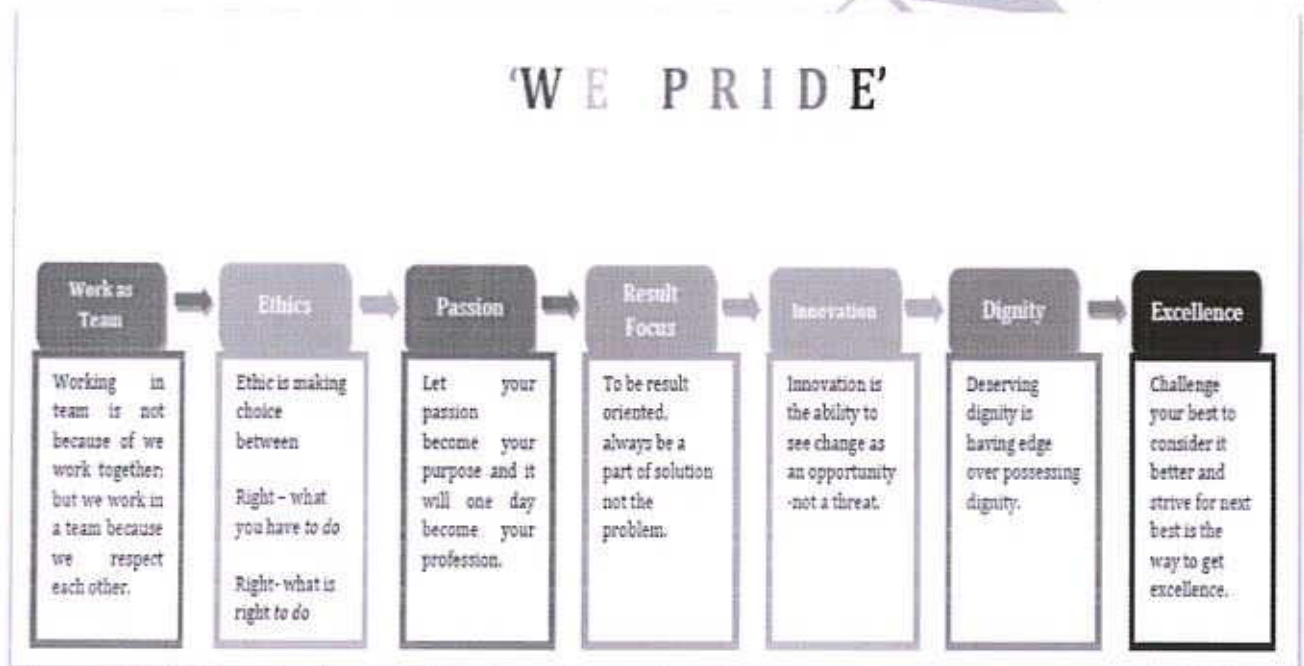 ‘W E P R I D E’
Work as
Team
Working in
team is not
because of we
work together;
but we work in
a team because
we respect
each other.
Ethics
Ethic is making
choice
between
Right – what
you have to do
Right- what is
right to do
Passion
Let your
passion
become your
purpose and it
will one day
become your
profession.
Result
Focus
To be result
oriented,
always be a
part of solution
not the
problem.
Innovation
Innovation is
the ability to
see change as
an opportunity
-not a threat.
Dignity
Deserving
dignity is
having edge
over possessing
dignity.
Excellence
Challenge
your best to
consider it
better and
strive for next
best is the
way to get
excellence.